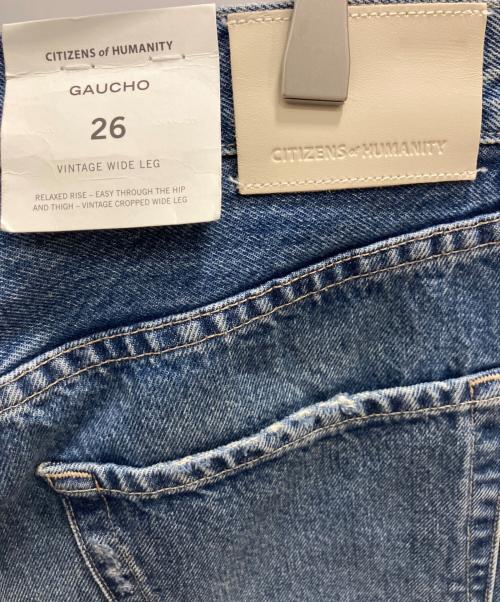 CITIZENS of HUMANITY
GAUCHO
26
VINTAGE WIDE LEG
RELAXED RISE – EASY THROUGH THE HIP
AND THIGH – VINTAGE CROPPED WIDE LEG
CITIZENS of HUMANITY